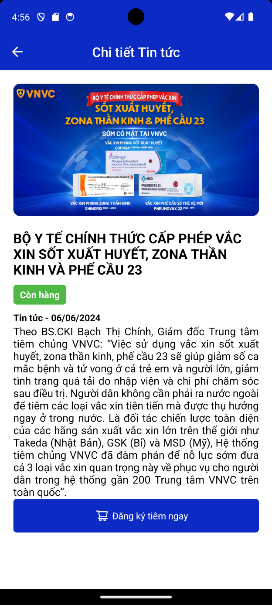 4:56
Chi tiết Tin tức
VNVC
BỘ Y TẾ CHÍNH THỨC CẤP PHÉP VẮC XIN
SỐT XUẤT HUYẾT,
ZONA THẦN KINH & PHẾ CẦU 23
SỚM CÓ MẶT TẠI VNVC
BỘ Y TẾ CHÍNH THỨC CẤP PHÉP VẮC
XIN SỐT XUẤT HUYẾT, ZONA THẦN
KINH VÀ PHẾ CẦU 23
Còn hàng
Tin tức - 06/06/2024
Theo BS.CKI Bạch Thị Chính, Giám đốc Trung tâm
tiêm chủng VNVC: “Việc sử dụng vắc xin sốt xuất
huyết, zona thần kinh, phế cầu 23 sẽ giúp giảm số ca
mắc bệnh và tử vong ở cả trẻ em và người lớn, giảm
tình trạng quá tải do nhập viện và chi phí chăm sóc
sau điều trị. Người dân không cần phải ra nước ngoài
để tiêm các loại vắc xin tiên tiến mà được thụ hưởng
ngay ở trong nước. Là đối tác chiến lược toàn diện
của các hãng sản xuất vắc xin lớn trên thế giới như
Takeda (Nhật Bản), GSK (Bỉ) và MSD (Mỹ), Hệ thống
tiêm chủng VNVC đã đàm phán để nỗ lực sớm đưa
cả 3 loại vắc xin quan trọng này về phục vụ cho người
dân trong hệ thống gần 200 Trung tâm VNVC trên
toàn quốc”.
Đăng ký tiêm ngay